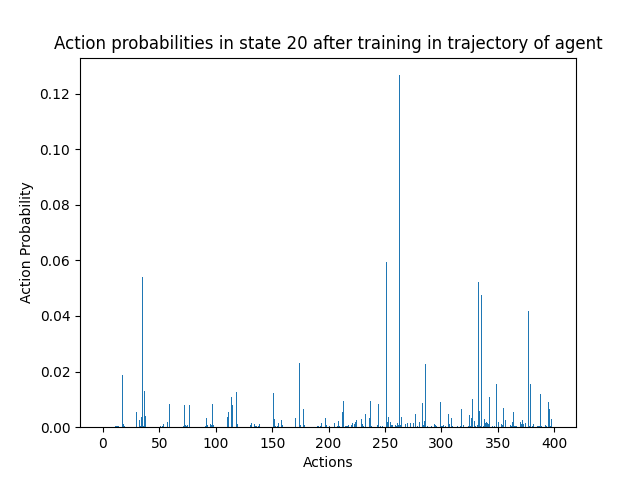 Action probabilities in state 20 after training in trajectory of agent
0.12
0.10
0.08
0.06
0.04
0.02
0.00
Action Probability
0 50 100 150 200 250 300 350 400
Actions